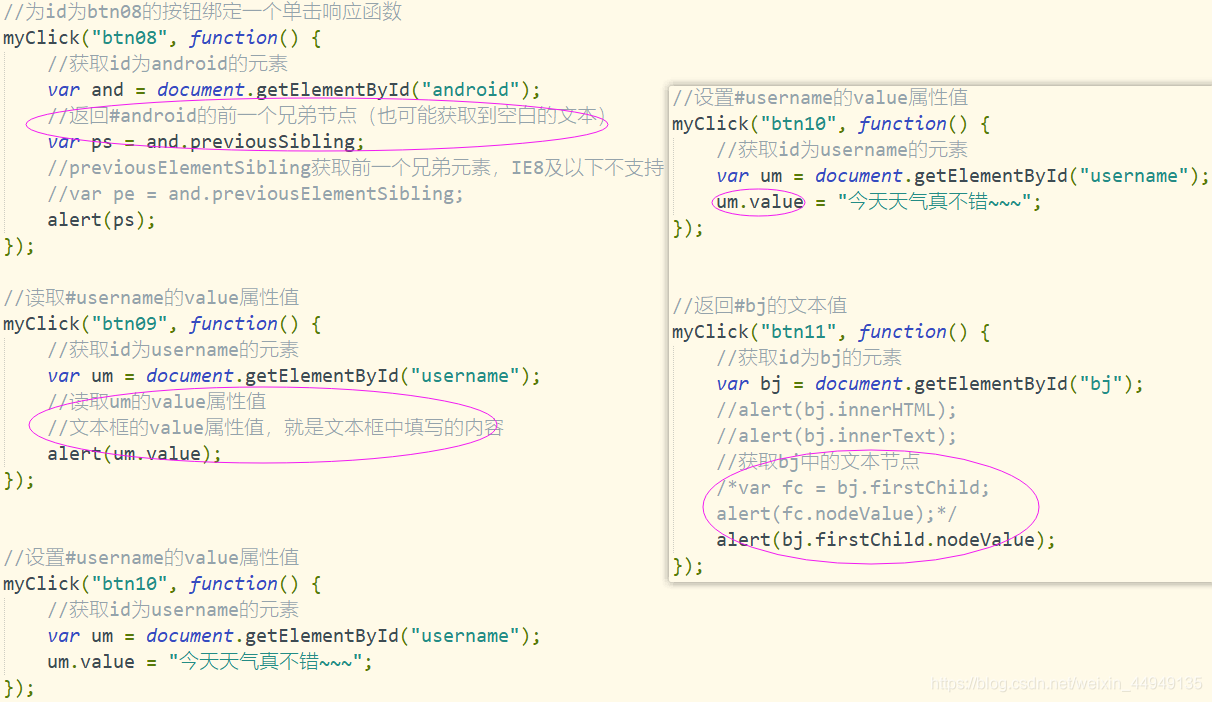 //为id为btn08的按钮绑定一个单击响应函数
myClick("btn08", function() {
//获取id为android的元素
var and = document.getElementById("android");
//返回#android的前一个兄弟节点（也可能获取到空白的文本）
var ps = and.previousSibling;
//previousElementSibling获取前一个兄弟元素，IE8及以下不支持
//var pe = and.previousElementSibling;
alert(ps);
});
//读取#username的value属性值
myClick("btn09", function() {
//获取id为username的元素
var um = document.getElementById("username");
//读取um的value属性值
//文本框的value属性值，就是文本框中填写的内容
alert(um.value);
});
//设置#username的value属性值
myClick("btn10", function() {
//获取id为username的元素
var um = document.getElementById("username");
um.value = "今天天气真不错~~~";
});
//设置#username的value属性值
myClick("btn10", function() {
//获取id为username的元素
var um = document.getElementById("username");
um.value = "今天天气真不错~~~";
});
//返回#bj的文本值
myClick("btn11", function() {
//获取id为bj的元素
var bj = document.getElementById("bj");
//alert(bj.innerHTML);
//alert(bj.innerText);
//获取bj中的文本节点
/*var fc = bj.firstChild;
alert(fc.nodeValue);*/
alert(bj.firstChild.nodeValue);
});
https://blog.csdn.net/weixin_44949135